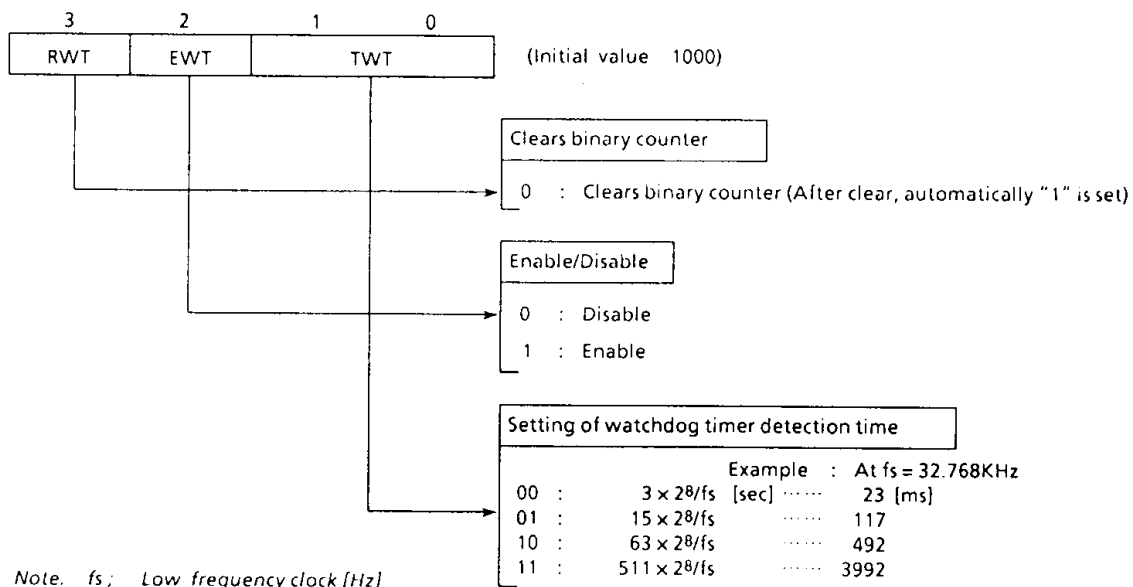 3 2 1 0
RWT EWT TWT (Initial value 1000)
Clears binary counter
0 : Clears binary counter (After clear, automatically "1" is set)
Enable/Disable
0 : Disable
1 : Enable
Setting of watchdog timer detection time
Example : At fs = 32.768KHz
00 : 3 × 2⁸/fs [sec] ...... 23 [ms]
01 : 15 × 2⁸/fs ...... 117
10 : 63 × 2⁸/fs ...... 492
11 : 511 × 2⁸/fs ...... 3992
Note. fs ; Low frequency clock [Hz]